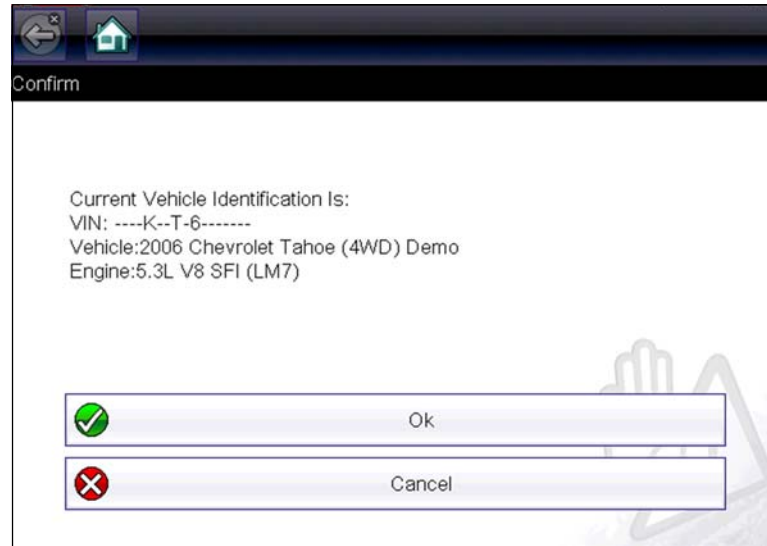 Confirm
Current Vehicle Identification Is:
VIN: ----K--T-6-------
Vehicle:2006 Chevrolet Tahoe (4WD) Demo
Engine:5.3L V8 SFI (LM7)
Ok
Cancel